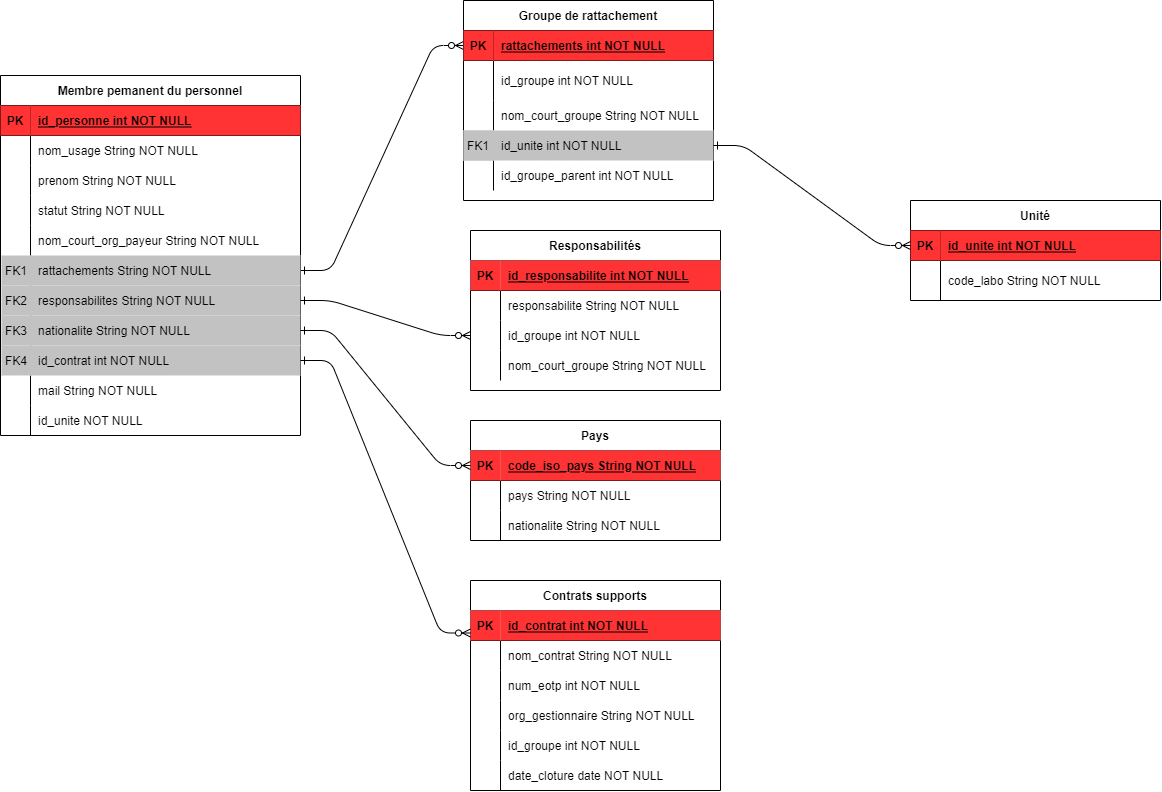 Membre pemanent du personnel
PK id_personne int NOT NULL
nom_usage String NOT NULL
prenom String NOT NULL
statut String NOT NULL
nom_court_org_payeur String NOT NULL
FK1 rattachements String NOT NULL
FK2 responsabilites String NOT NULL
FK3 nationalite String NOT NULL
FK4 id_contrat int NOT NULL
mail String NOT NULL
id_unite NOT NULL
Groupe de rattachement
PK rattachements int NOT NULL
id_groupe int NOT NULL
nom_court_groupe String NOT NULL
FK1 id_unite int NOT NULL
id_groupe_parent int NOT NULL
Responsabilités
PK id_responsabilite int NOT NULL
responsabilite String NOT NULL
id_groupe int NOT NULL
nom_court_groupe String NOT NULL
Pays
PK code_iso_pays String NOT NULL
pays String NOT NULL
nationalite String NOT NULL
Contrats supports
PK id_contrat int NOT NULL
nom_contrat String NOT NULL
num_eotp int NOT NULL
org_gestionnaire String NOT NULL
id_groupe int NOT NULL
date_cloture date NOT NULL
Unité
PK id_unite int NOT NULL
code_labo String NOT NULL